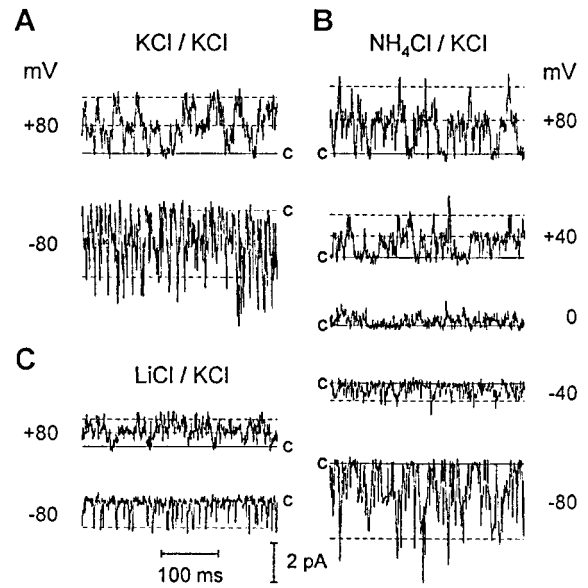 A
KCl / KCl
mV
+80
c
-80
c
B
NH₄Cl / KCl
mV
+80
c
+40
c
0
c
-40
c
-80
c
C
LiCl / KCl
+80
c
-80
c
100 ms
2 pA